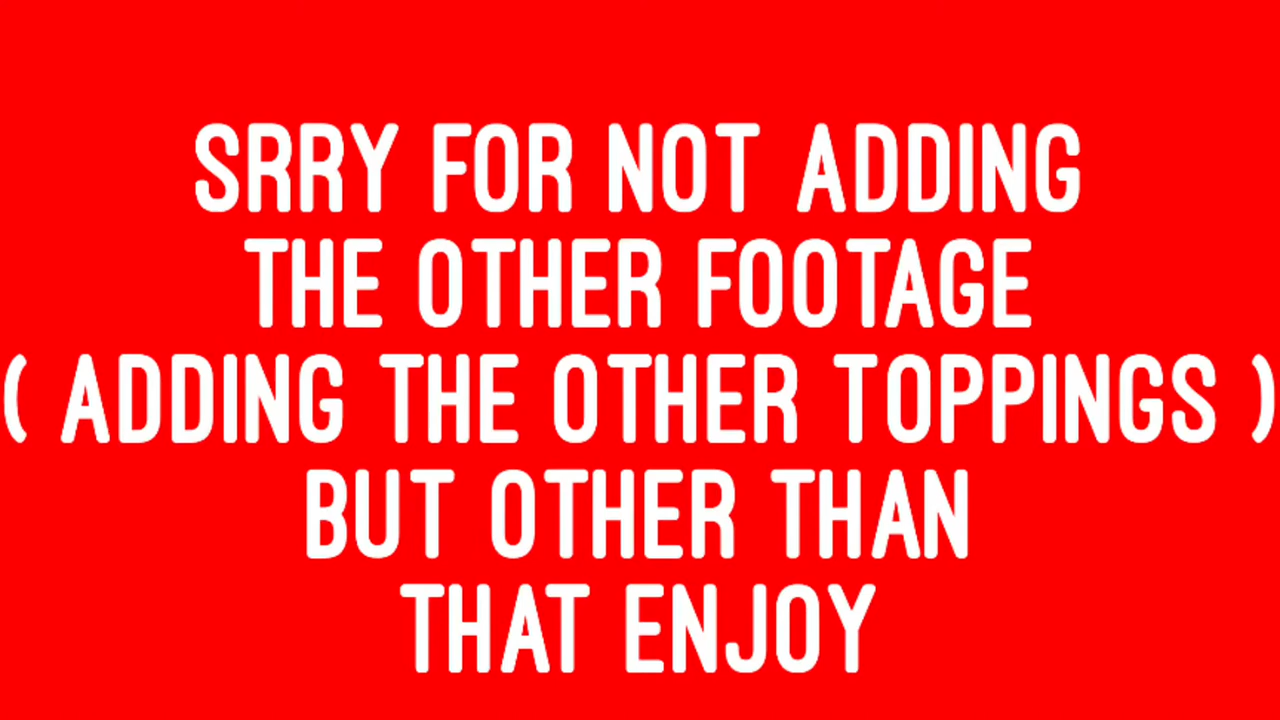 SRRY FOR NOT ADDING
THE OTHER FOOTAGE
( ADDING THE OTHER TOPPINGS )
BUT OTHER THAN
THAT ENJOY